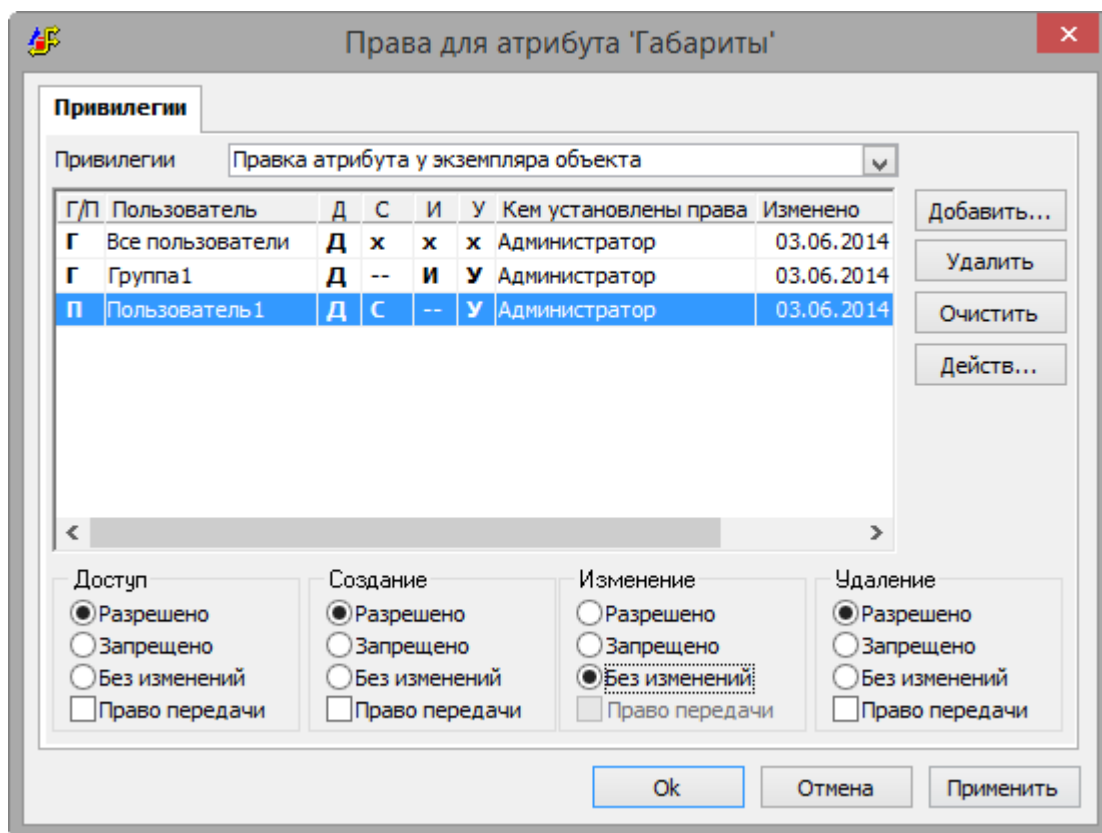 Права для атрибута 'Габариты'
Привилегии
Привилегии Правка атрибута у экземпляра объекта
Г/П Пользователь Д С И У Кем установлены права Изменено
Г Все пользователи Д х х х Администратор 03.06.2014
Г Группа1 Д -- И У Администратор 03.06.2014
П Пользователь1 Д С -- У Администратор 03.06.2014
Добавить...
Удалить
Очистить
Действ...
Доступ Создание Изменение Удаление
Разрешено Разрешено Разрешено Разрешено
Запрещено Запрещено Запрещено Запрещено
Без изменений Без изменений Без изменений Без изменений
Право передачи Право передачи Право передачи Право передачи
Ok Отмена Применить